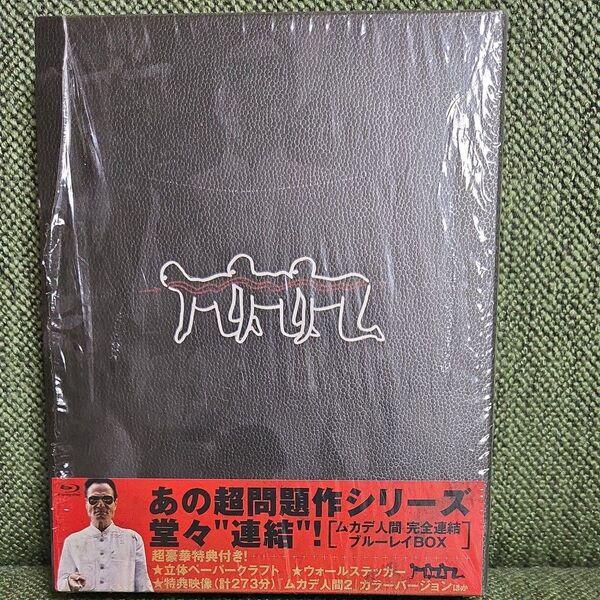 あの超問題作シリーズ
堂々"連結"!
[ムカデ人間 完全連結
ブルーレイBOX]
超豪華特典付き!
★立体ペーパークラフト ★ウォールステッカー
★特典映像(計273分)『ムカデ人間2』カラーバージョンほか